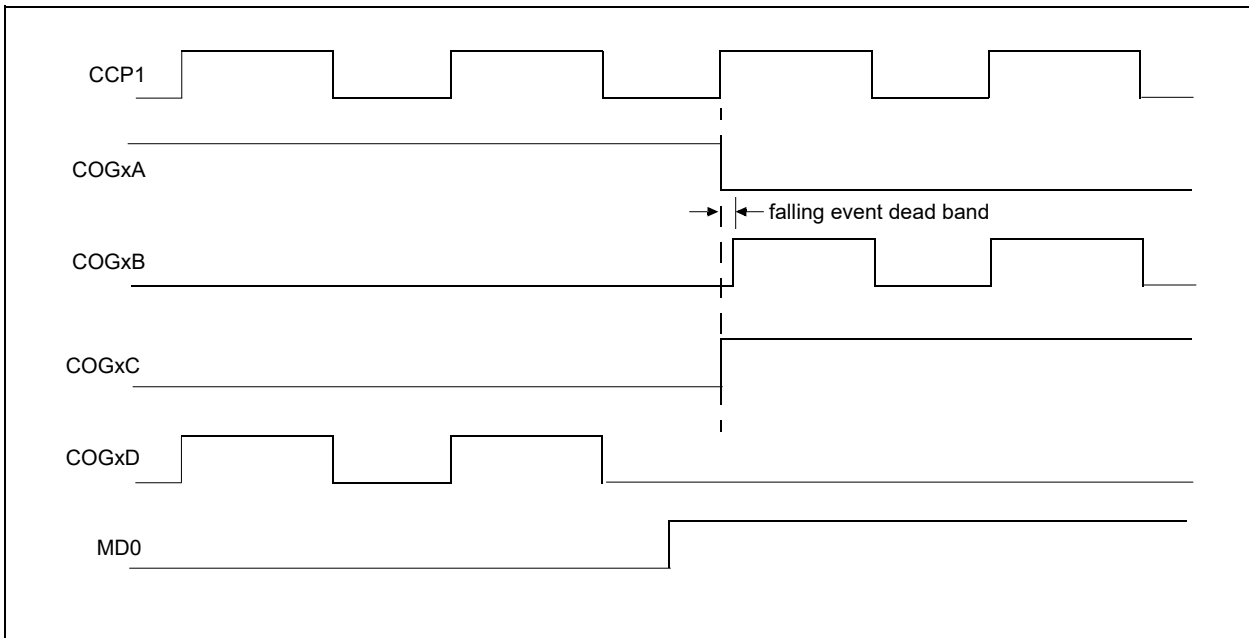 CCP1
COGxA
falling event dead band
COGxB
COGxC
COGxD
MD0